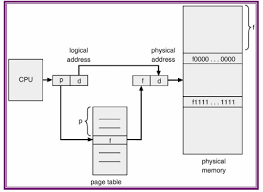 logical
address
physical
address
f
CPU
p d
f d
f0000 . . . 0000
f1111 . . . 1111
p
f
page table
physical
memory